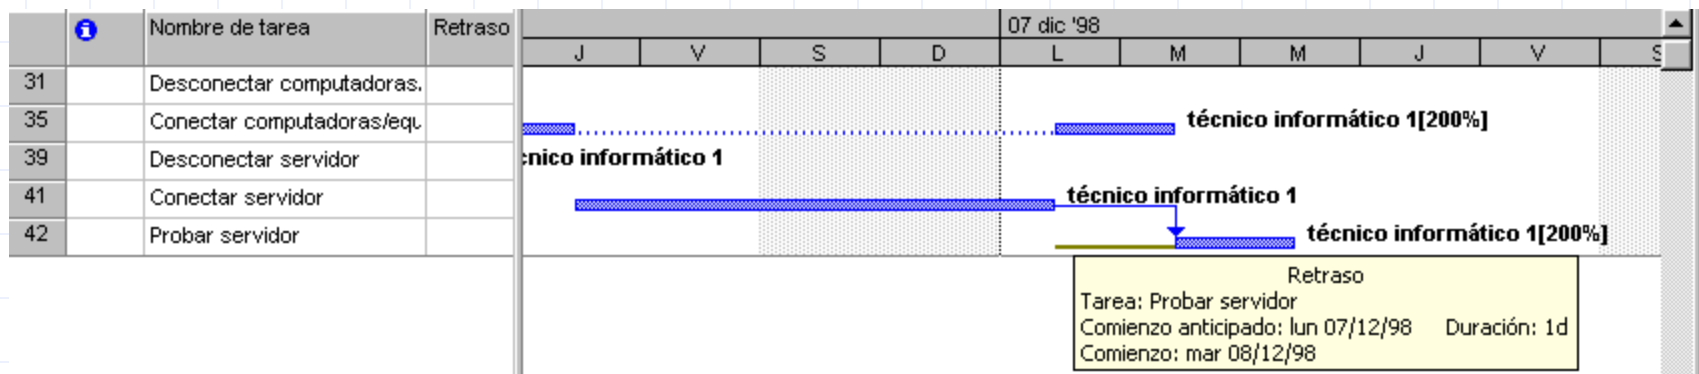 Nombre de tarea Retraso 07 dic '98
J V S D L M M J V S
31 Desconectar computadoras.
35 Conectar computadoras/equ técnico informático 1[200%]
39 Desconectar servidor cnico informático 1
41 Conectar servidor técnico informático 1
42 Probar servidor técnico informático 1[200%]
Retraso
Tarea: Probar servidor
Comienzo anticipado: lun 07/12/98 Duración: 1d
Comienzo: mar 08/12/98